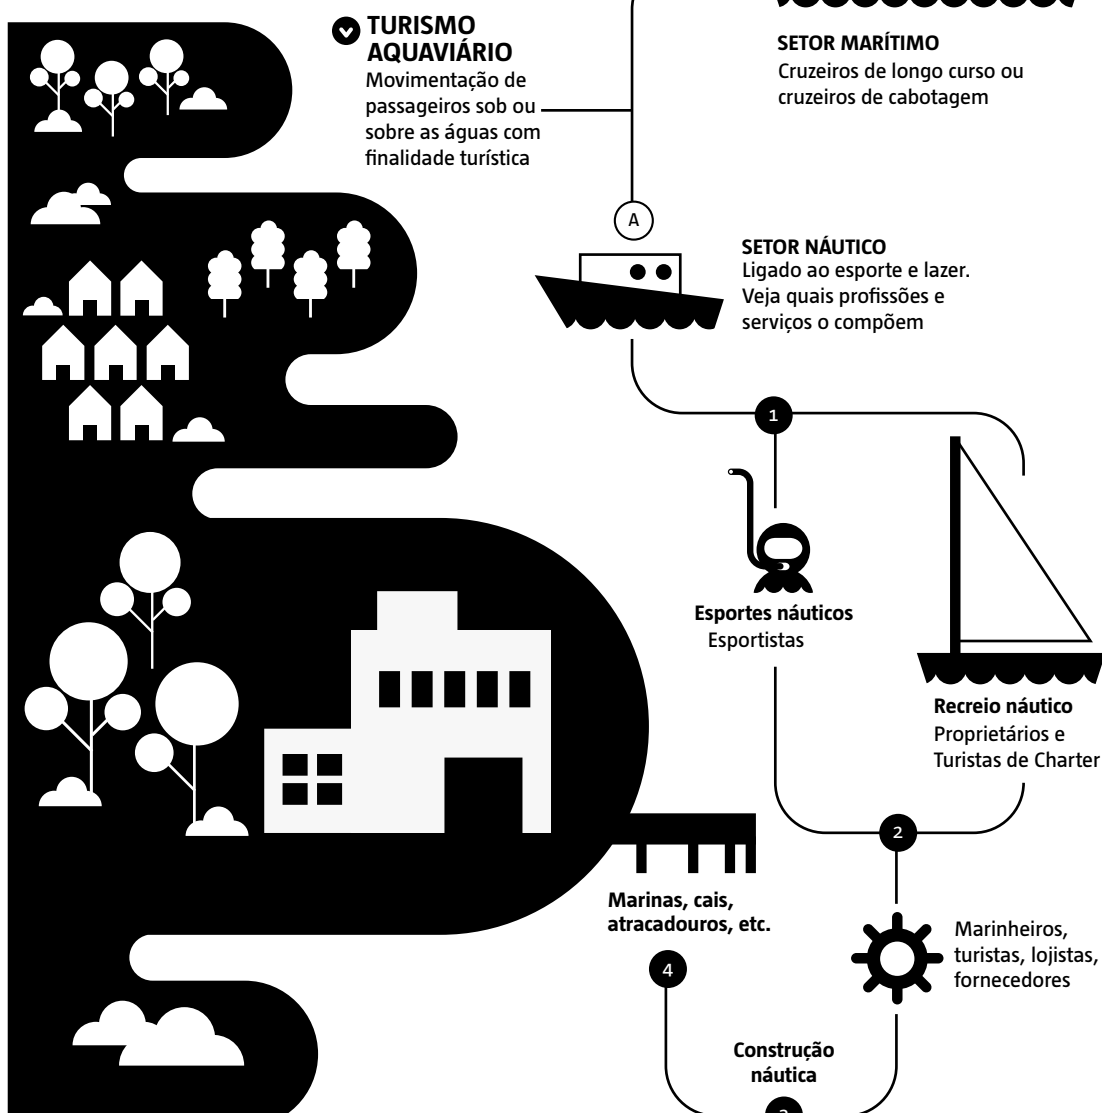 TURISMO
AQUAVIÁRIO
Movimentação de
passageiros sob ou
sobre as águas com
finalidade turística
SETOR MARÍTIMO
Cruzeiros de longo curso ou
cruzeiros de cabotagem
A
SETOR NÁUTICO
Ligado ao esporte e lazer.
Veja quais profissões e
serviços o compõem
1
Esportes náuticos
Esportistas
Recreio náutico
Proprietários e
Turistas de Charter
2
Marinheiros,
turistas, lojistas,
fornecedores
Marinas, cais,
atracadouros, etc.
4
Construção
náutica
3